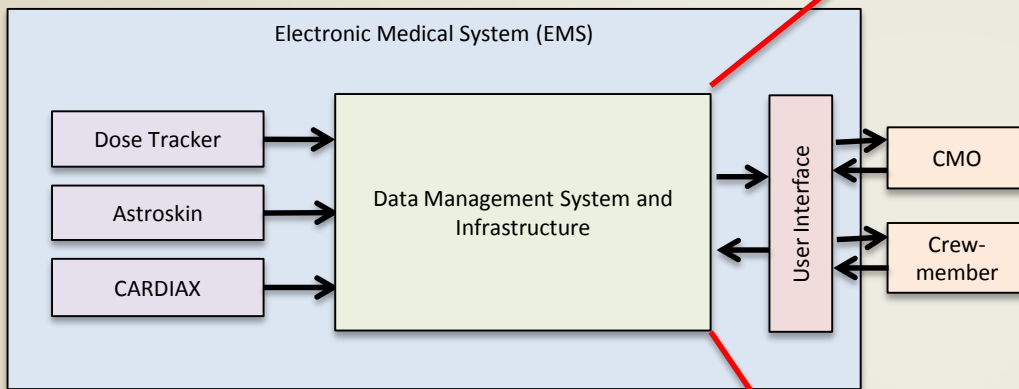 Electronic Medical System (EMS)
Dose Tracker
Astroskin
CARDIAX
Data Management System and
Infrastructure
User Interface
CMO
Crew-
member